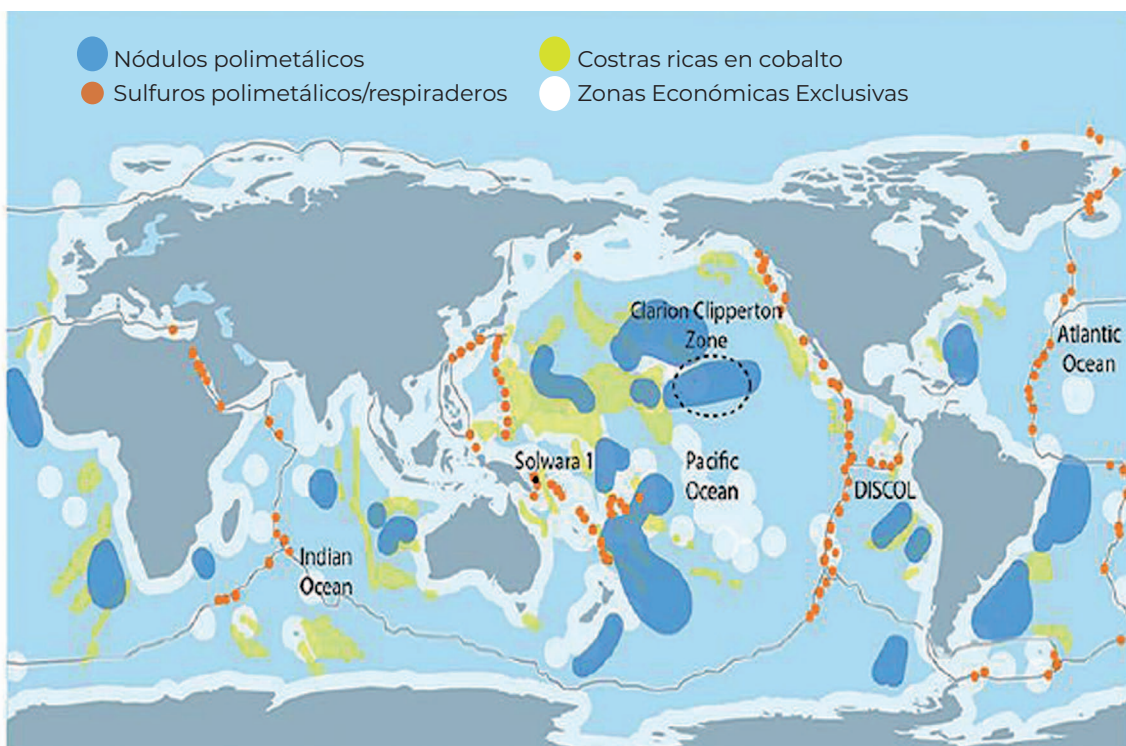 Nódulos polimetálicos
Costras ricas en cobalto
Sulfuros polimetálicos/respiraderos
Zonas Económicas Exclusivas
Clarion Clipperton
Zone
Atlantic
Ocean
Solwara 1
Pacific
Ocean
DISCOL
Indian
Ocean